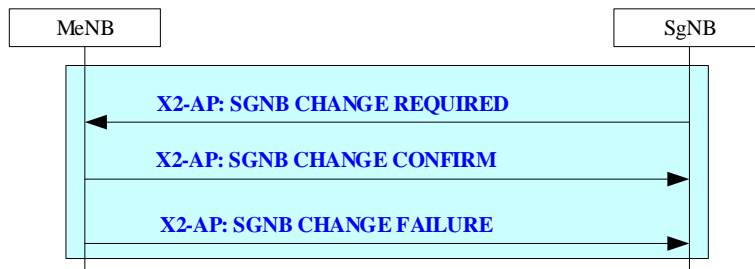 MeNB
SgNB
X2-AP: SGNB CHANGE REQUIRED
X2-AP: SGNB CHANGE CONFIRM
X2-AP: SGNB CHANGE FAILURE